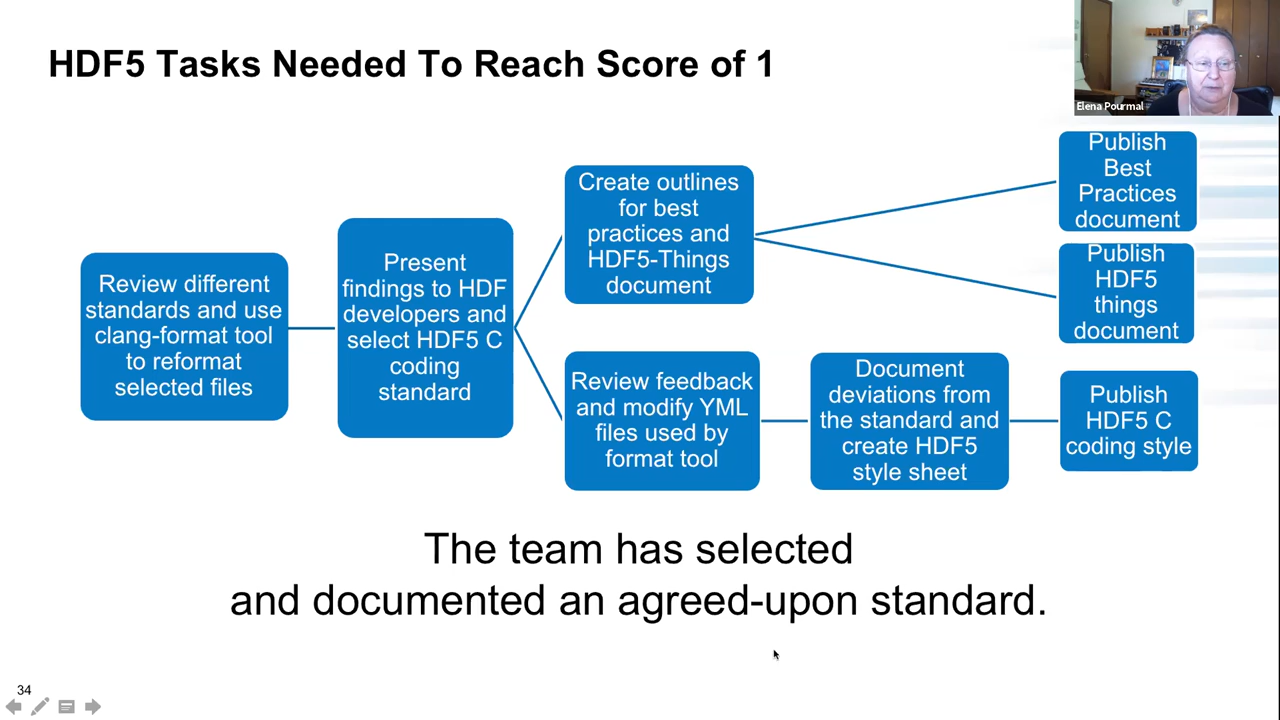 HDF5 Tasks Needed To Reach Score of 1
Elena Pourmal
Review different
standards and use
clang-format tool
to reformat
selected files
Present
findings to HDF
developers and
select HDF5 C
coding
standard
Create outlines
for best
practices and
HDF5-Things
document
Publish
Best
Practices
document
Publish
HDF5
things
document
Review feedback
and modify YML
files used by
format tool
Document
deviations from
the standard and
create HDF5
style sheet
Publish
HDF5 C
coding style
The team has selected
and documented an agreed-upon standard.
34